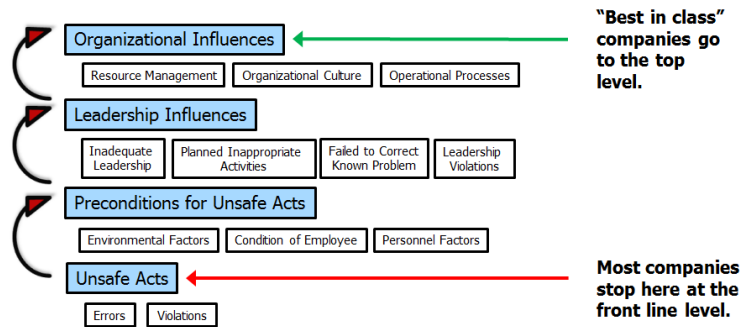 Organizational Influences
"Best in class"
companies go
to the top
level.
Resource Management
Organizational Culture
Operational Processes
Leadership Influences
Inadequate
Leadership
Planned Inappropriate
Activities
Failed to Correct
Known Problem
Leadership
Violations
Preconditions for Unsafe Acts
Environmental Factors
Condition of Employee
Personnel Factors
Unsafe Acts
Most companies
stop here at the
front line level.
Errors
Violations